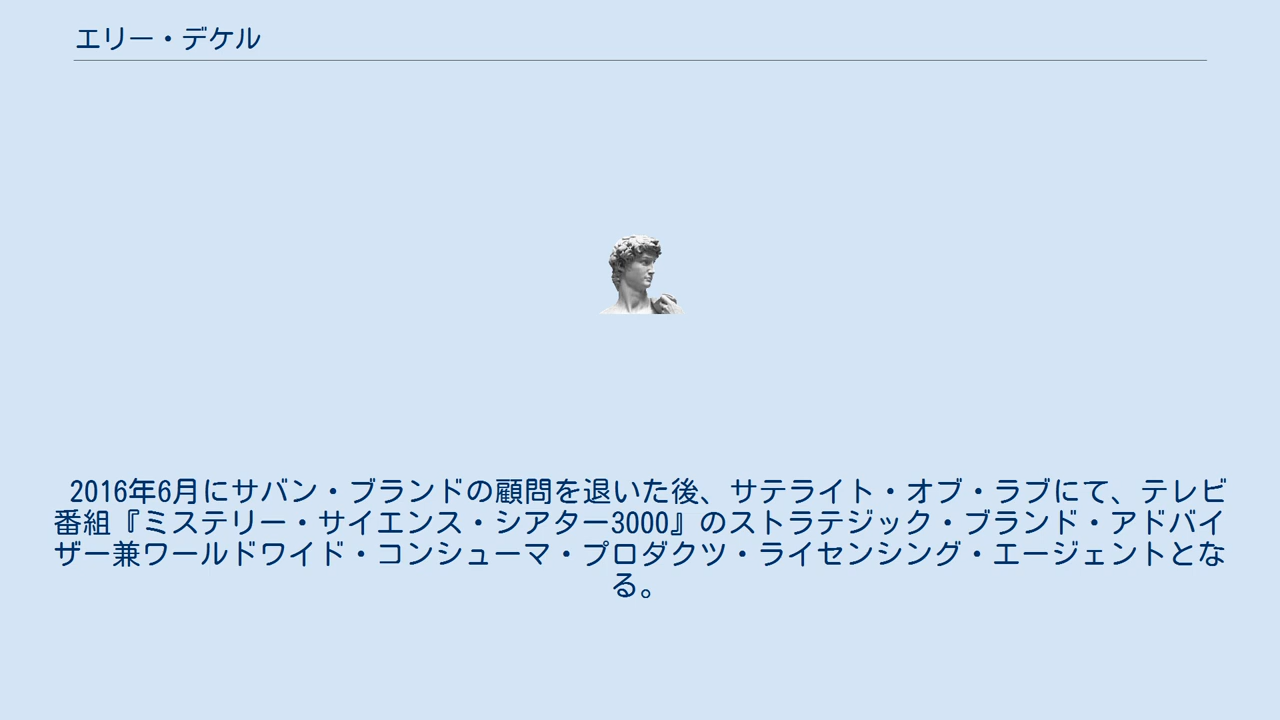 エリー・デケル
2016年6月にサバン・ブランドの顧問を退いた後、サテライト・オブ・ラブにて、テレビ
番組『ミステリー・サイエンス・シアター3000』のストラテジック・ブランド・アドバイ
ザー兼ワールドワイド・コンシューマ・プロダクツ・ライセンシング・エージェントとな
る。